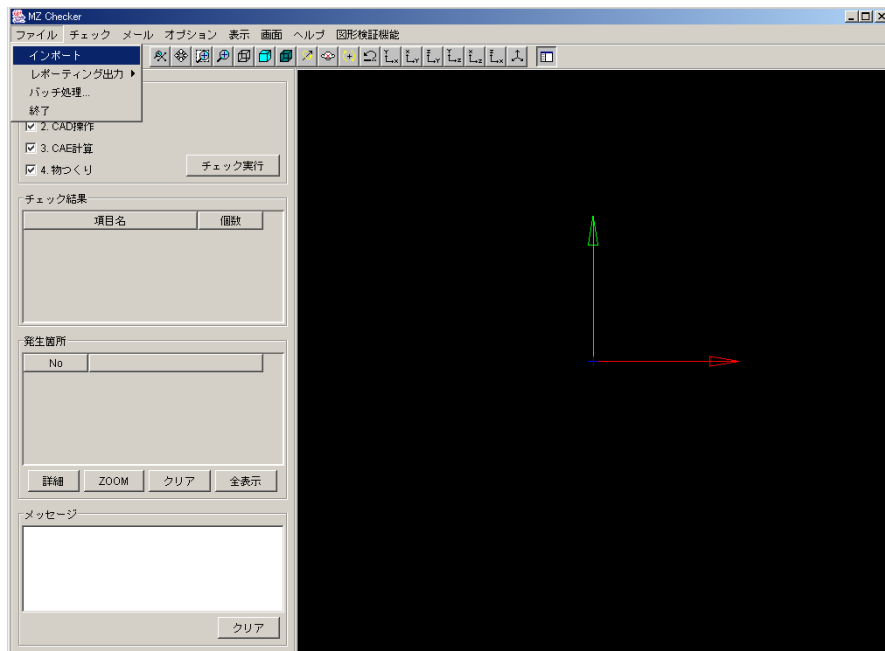 MZ Checker
ファイル チェック メール オプション 表示 画面 ヘルプ 図形検証機能
インポート
レポーティング出力
バッチ処理...
終了
2. CAD操作
3. CAE計算
4. 物つくり
チェック実行
チェック結果
項目名 個数
発生箇所
No
詳細 ZOOM クリア 全表示
メッセージ
クリア